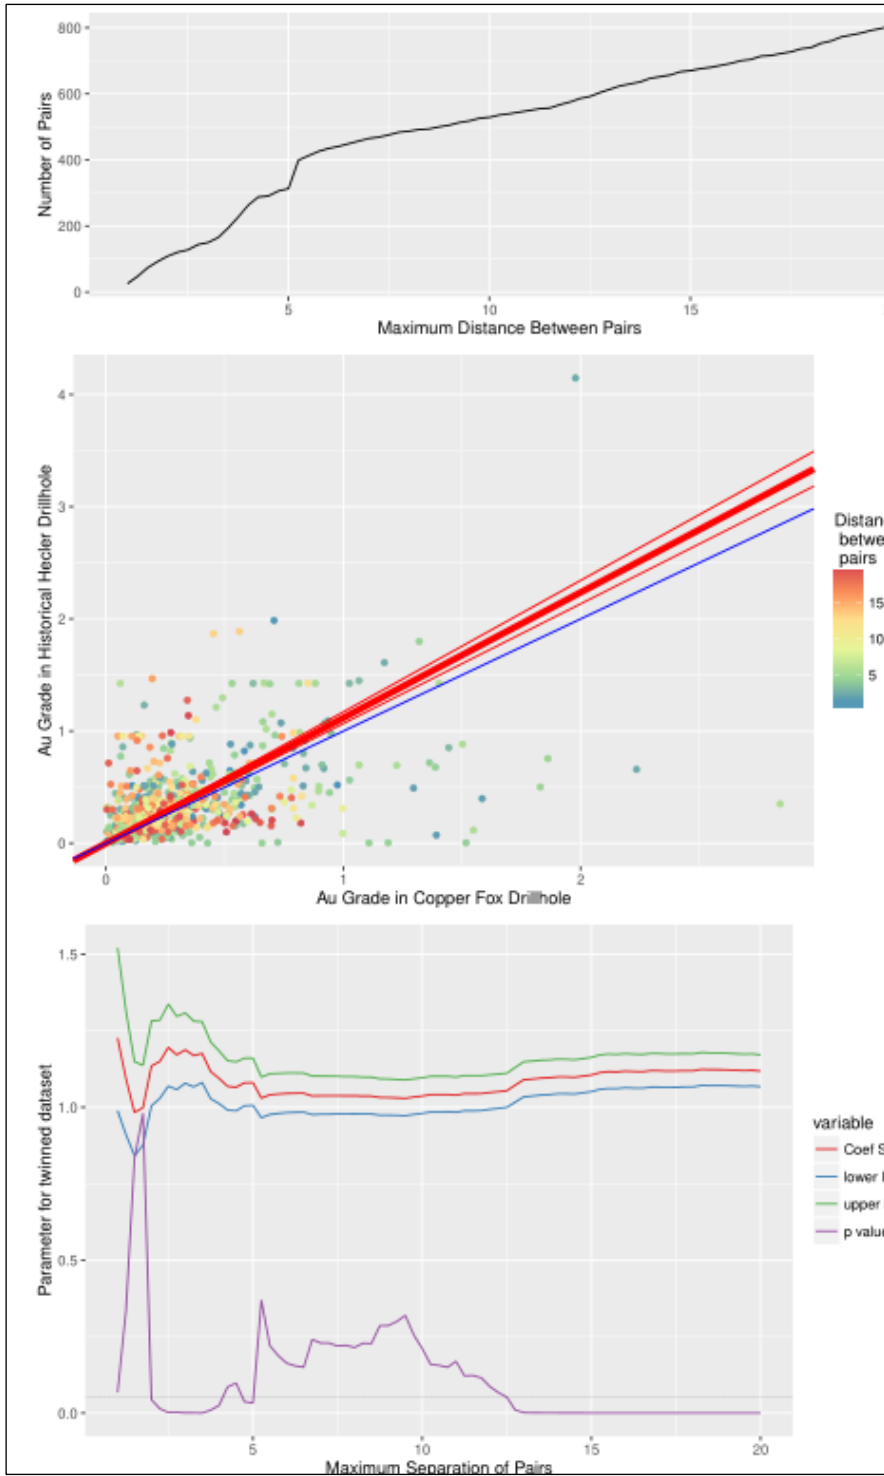 800
600
400
200
0
Number of Pairs
5
10
15
Maximum Distance Between Pairs
4
3
2
1
0
Au Grade in Historical Hecler Drillhole
0
1
2
Au Grade in Copper Fox Drillhole
Distanc
betwe
pairs
15
10
5
1.5
1.0
0.5
0.0
Parameter for twinned dataset
5
10
15
20
Maximum Separation of Pairs
variable
Coef S
lower l
upper
p value